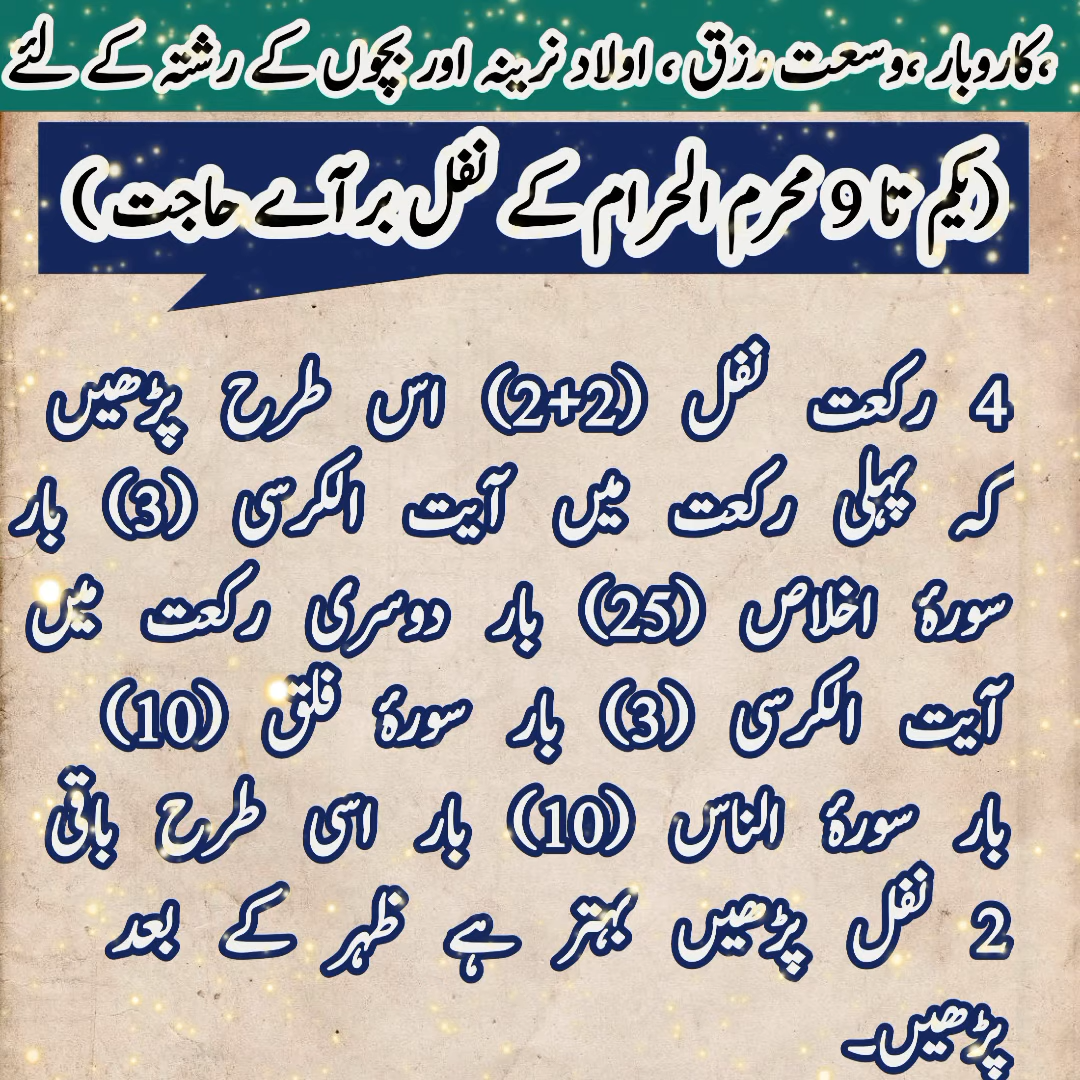 ،کاروبار ،وسعت رزق ، اولاد نرینہ اور بچوں کے رشتہ کے لئے
(یکم تا 9 محرم الحرام کے نفل برآے حاجت )
4 رکعت نفل (2+2) اس طرح پڑھیں
کہ پہلی رکعت میں آیت الکرسی (3) بار
سورۂ اخلاص (25) بار دوسری رکعت میں
آیت الکرسی (3) بار سورۂ فلق (10)
بار سورۂ الناس (10) بار اسی طرح باقی
2 نفل پڑھیں بہتر ہے ظہر کے بعد
پڑھیں۔